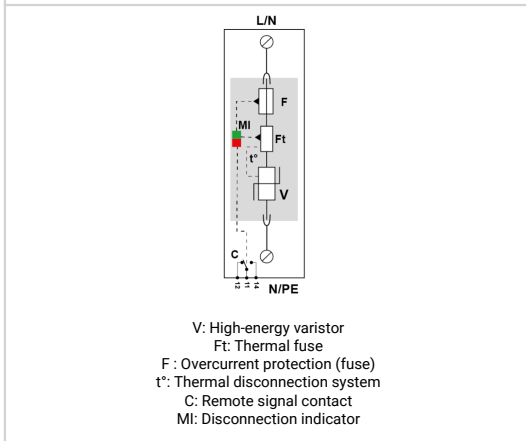 L/N
F
MI
Ft
t°
V
C
12 11 14
N/PE
V: High-energy varistor
Ft: Thermal fuse
F : Overcurrent protection (fuse)
t°: Thermal disconnection system
C: Remote signal contact
MI: Disconnection indicator